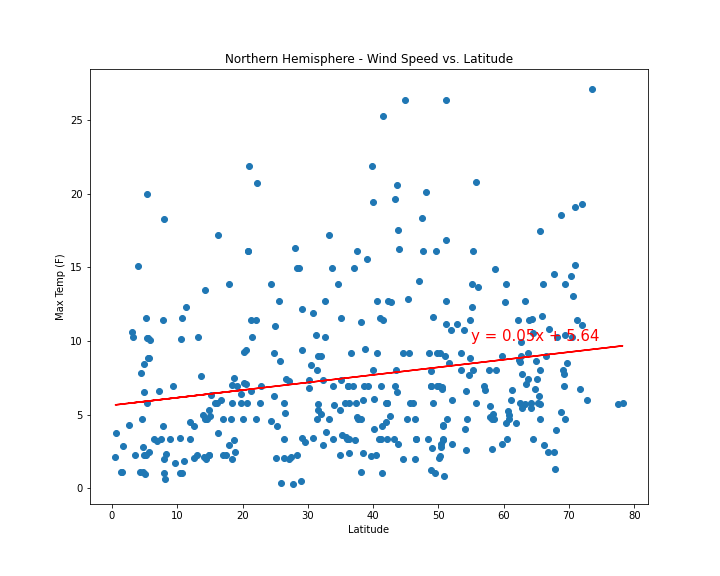 Northern Hemisphere - Wind Speed vs. Latitude
25
20
15
10
5
0
Max Temp (F)
y = 0.05x + 5.64
0 10 20 30 40 50 60 70 80
Latitude